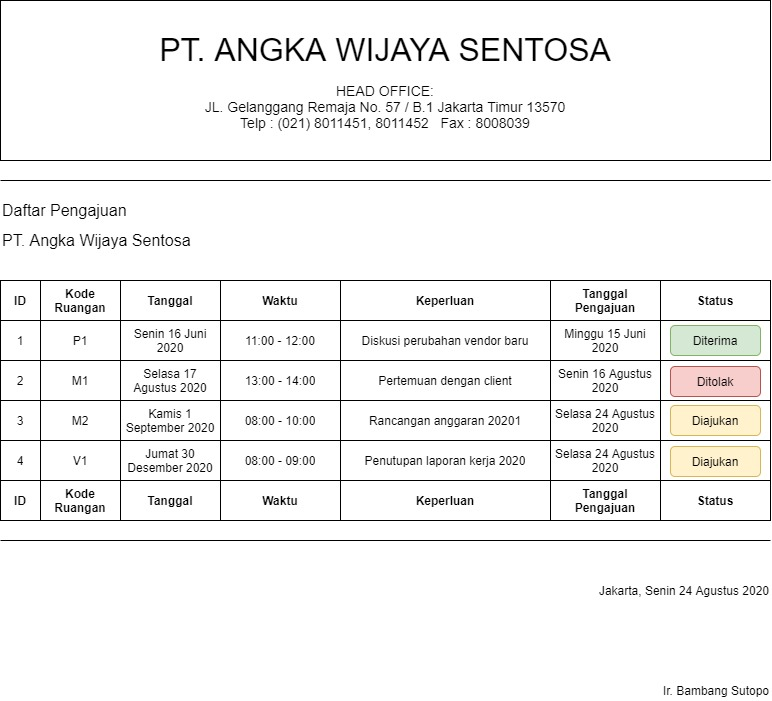 PT. ANGKA WIJAYA SENTOSA
HEAD OFFICE:
JL. Gelanggang Remaja No. 57 / B.1 Jakarta Timur 13570
Telp : (021) 8011451, 8011452   Fax : 8008039
Daftar Pengajuan
PT. Angka Wijaya Sentosa
ID Kode Ruangan Tanggal Waktu Keperluan Tanggal Pengajuan Status
1 P1 Senin 16 Juni 2020 11:00 - 12:00 Diskusi perubahan vendor baru Minggu 15 Juni 2020 Diterima
2 M1 Selasa 17 Agustus 2020 13:00 - 14:00 Pertemuan dengan client Senin 16 Agustus 2020 Ditolak
3 M2 Kamis 1 September 2020 08:00 - 10:00 Rancangan anggaran 20201 Selasa 24 Agustus 2020 Diajukan
4 V1 Jumat 30 Desember 2020 08:00 - 09:00 Penutupan laporan kerja 2020 Selasa 24 Agustus 2020 Diajukan
ID Kode Ruangan Tanggal Waktu Keperluan Tanggal Pengajuan Status
Jakarta, Senin 24 Agustus 2020
Ir. Bambang Sutopo